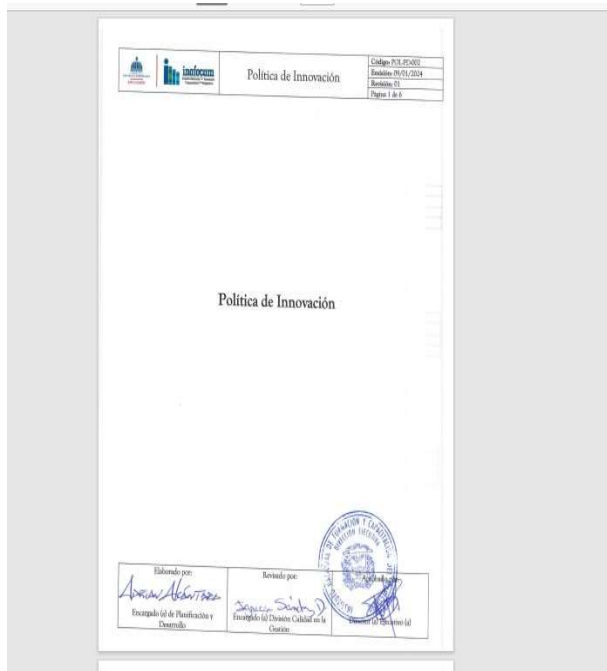 inafocam
Política de Innovación
Código: POL-PD-002
Emisión: 09/01/2024
Revisión: 01
Página 1 de 6
Política de Innovación
Elaborado por:
Encargado (a) de Planificación y
Desarrollo
Revisado por:
Encargado (a) División Calidad en la
Gestión
Aprobado por:
Director (a) Ejecutivo (a)